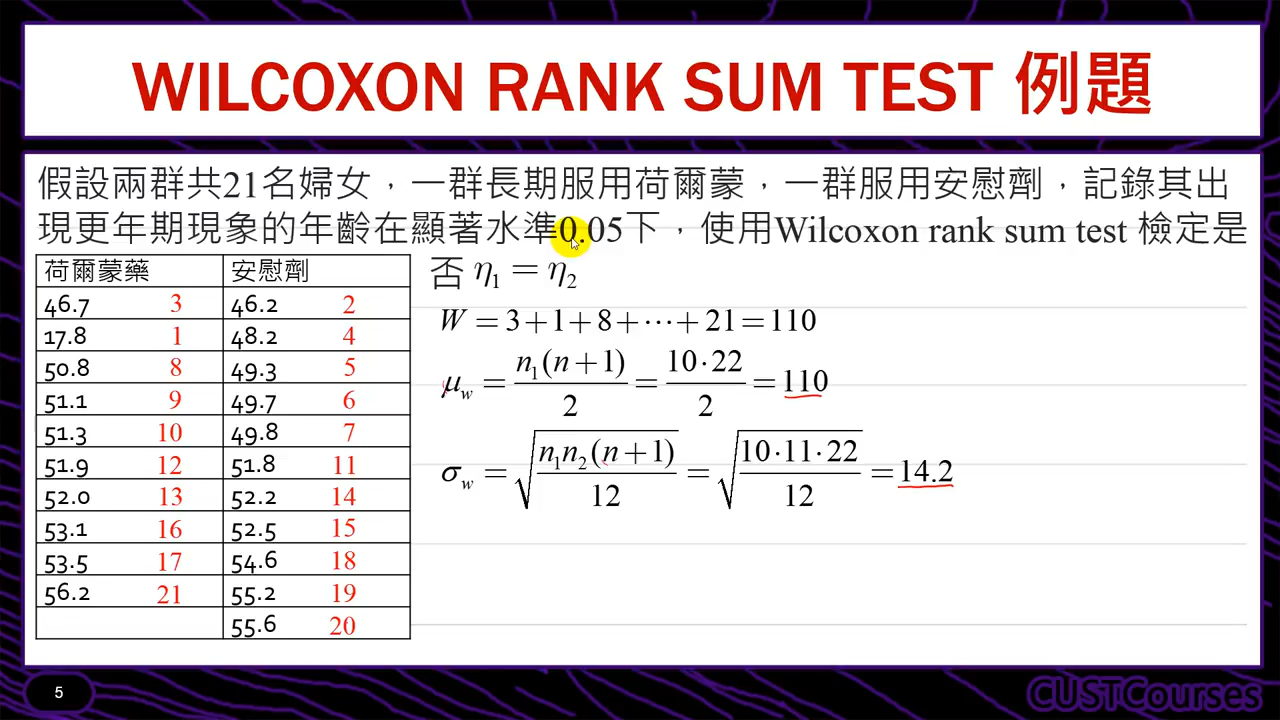 WILCOXON RANK SUM TEST 例題
假設兩群共21名婦女，一群長期服用荷爾蒙，一群服用安慰劑，記錄其出
現更年期現象的年齡在顯著水準0.05下，使用Wilcoxon rank sum test 檢定是
否 η₁ = η₂
荷爾蒙藥 安慰劑
46.7 3 46.2 2
17.8 1 48.2 4
50.8 8 49.3 5
51.1 9 49.7 6
51.3 10 49.8 7
51.9 12 51.8 11
52.0 13 52.2 14
53.1 16 52.5 15
53.5 17 54.6 18
56.2 21 55.2 19
55.6 20
W = 3+1+8+⋯+21 = 110
μ_w = n₁(n+1)/2 = 10·22/2 = 110
σ_w = √(n₁n₂(n+1)/12) = √(10·11·22/12) = 14.2
5
CUSTCourses